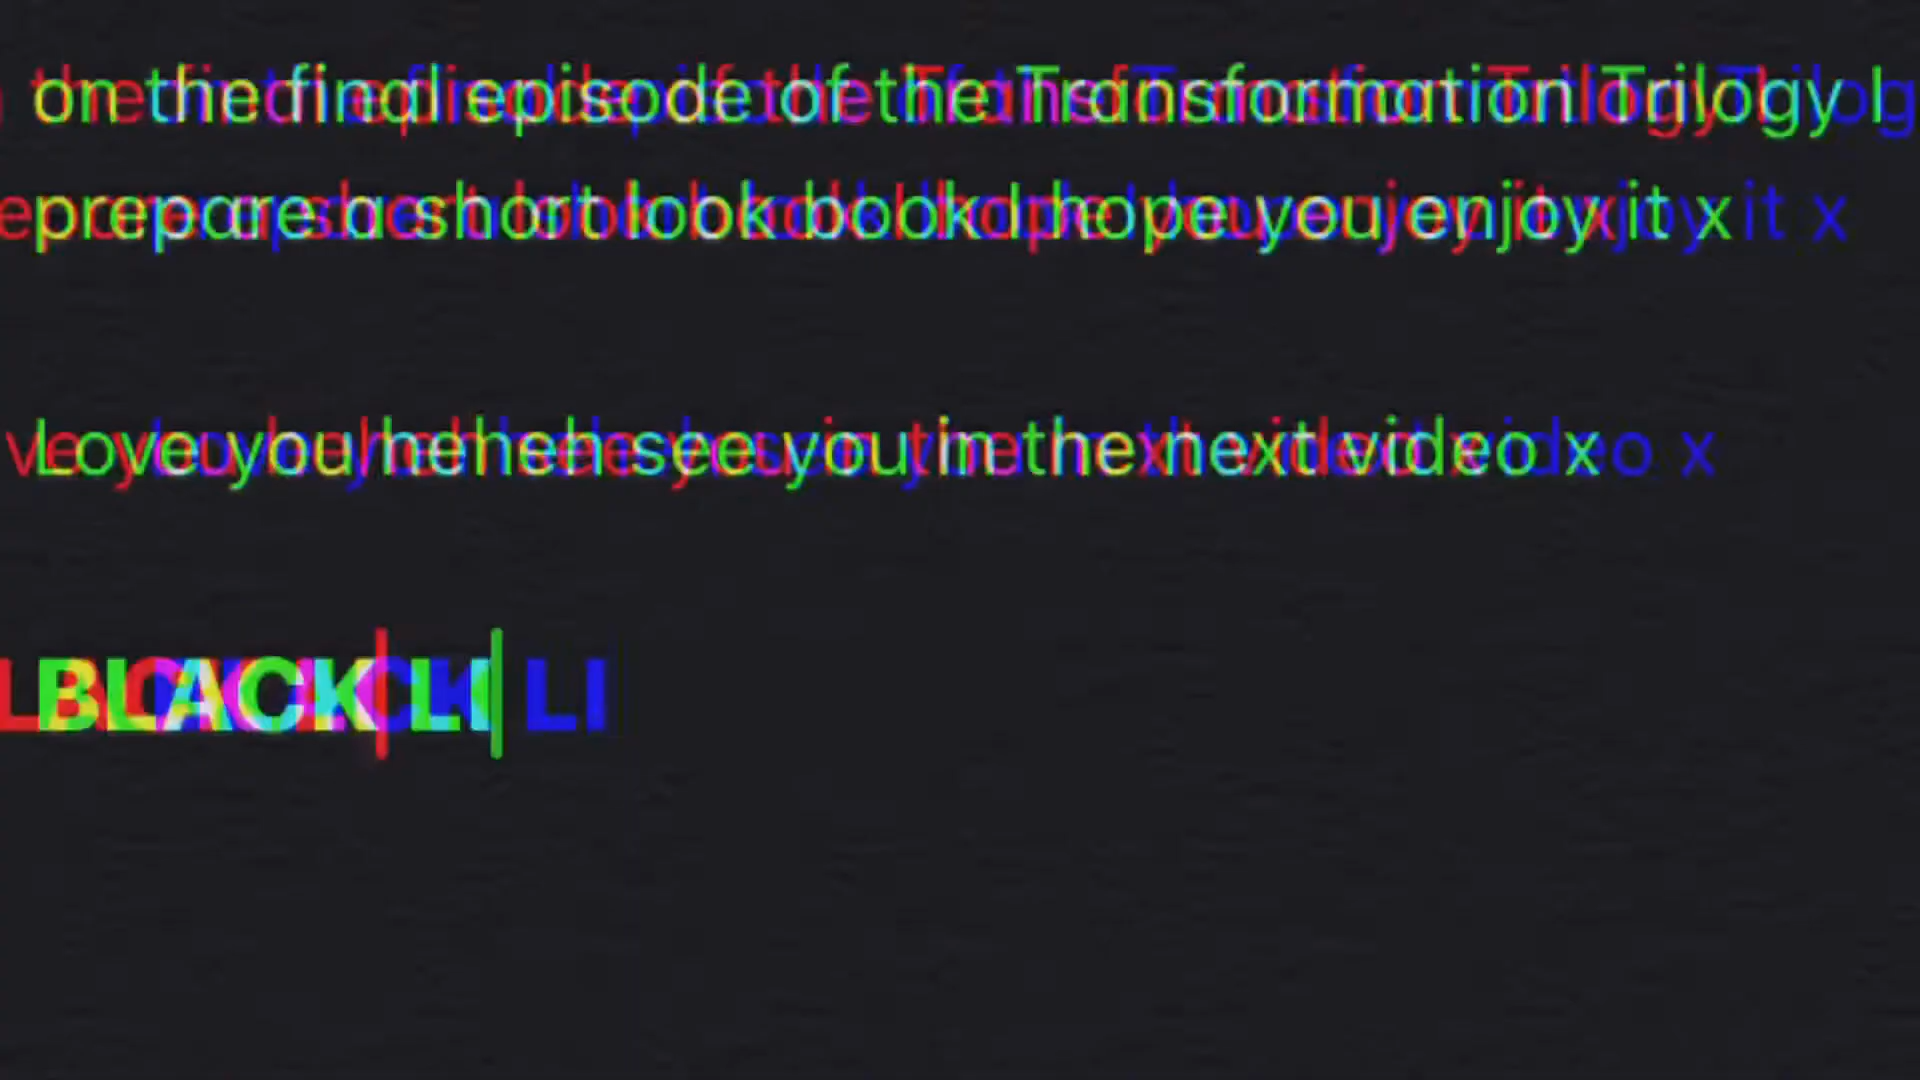 on the final episode of the Transformation Trilogy I
prepare a short look book I hope you enjoy it x
Love you heheh see you in the next video x
BLACK LI